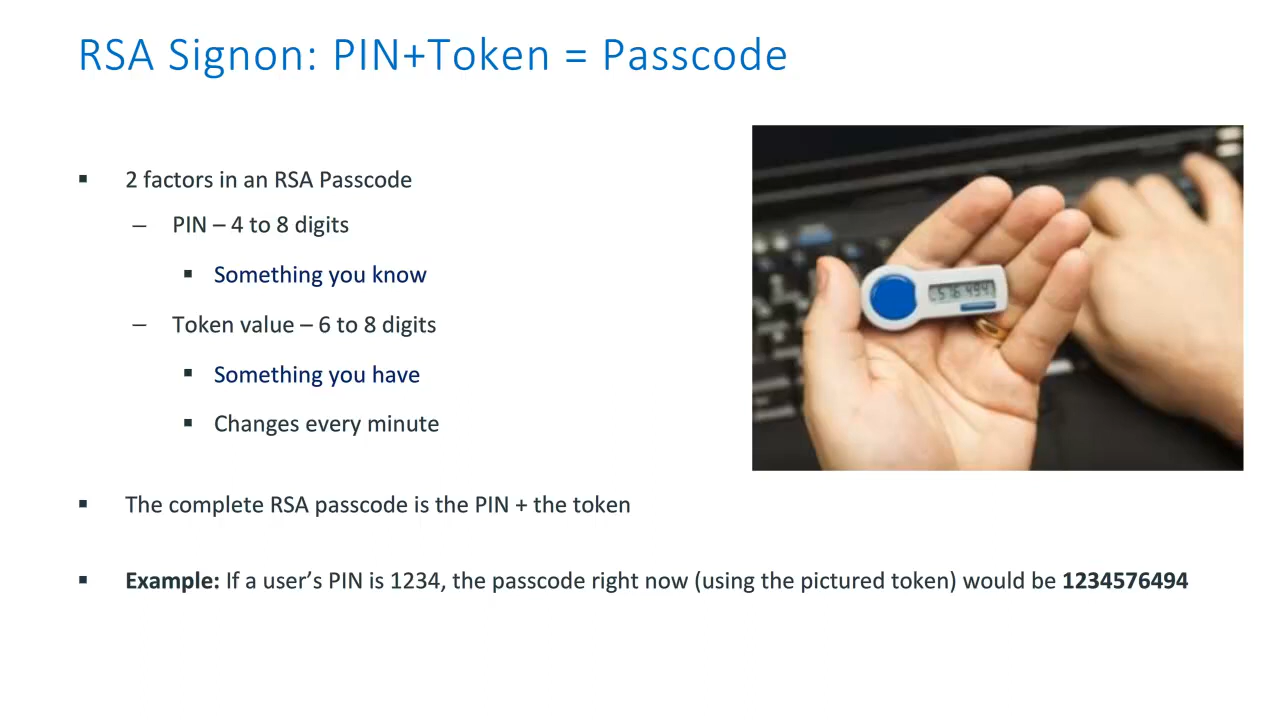 RSA Signon: PIN+Token = Passcode
▪ 2 factors in an RSA Passcode
– PIN – 4 to 8 digits
▪ Something you know
– Token value – 6 to 8 digits
▪ Something you have
▪ Changes every minute
▪ The complete RSA passcode is the PIN + the token
▪ Example: If a user’s PIN is 1234, the passcode right now (using the pictured token) would be 1234576494